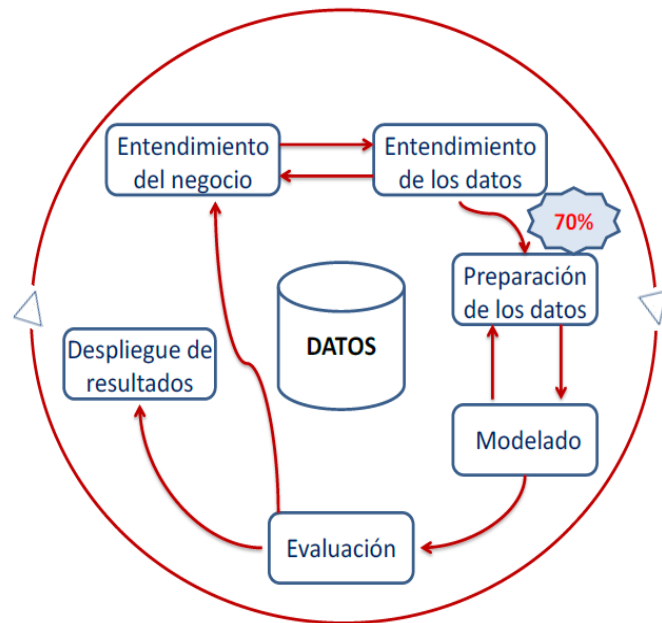 Entendimiento
del negocio
Entendimiento
de los datos
70%
Preparación
de los datos
DATOS
Despliegue de
resultados
Modelado
Evaluación